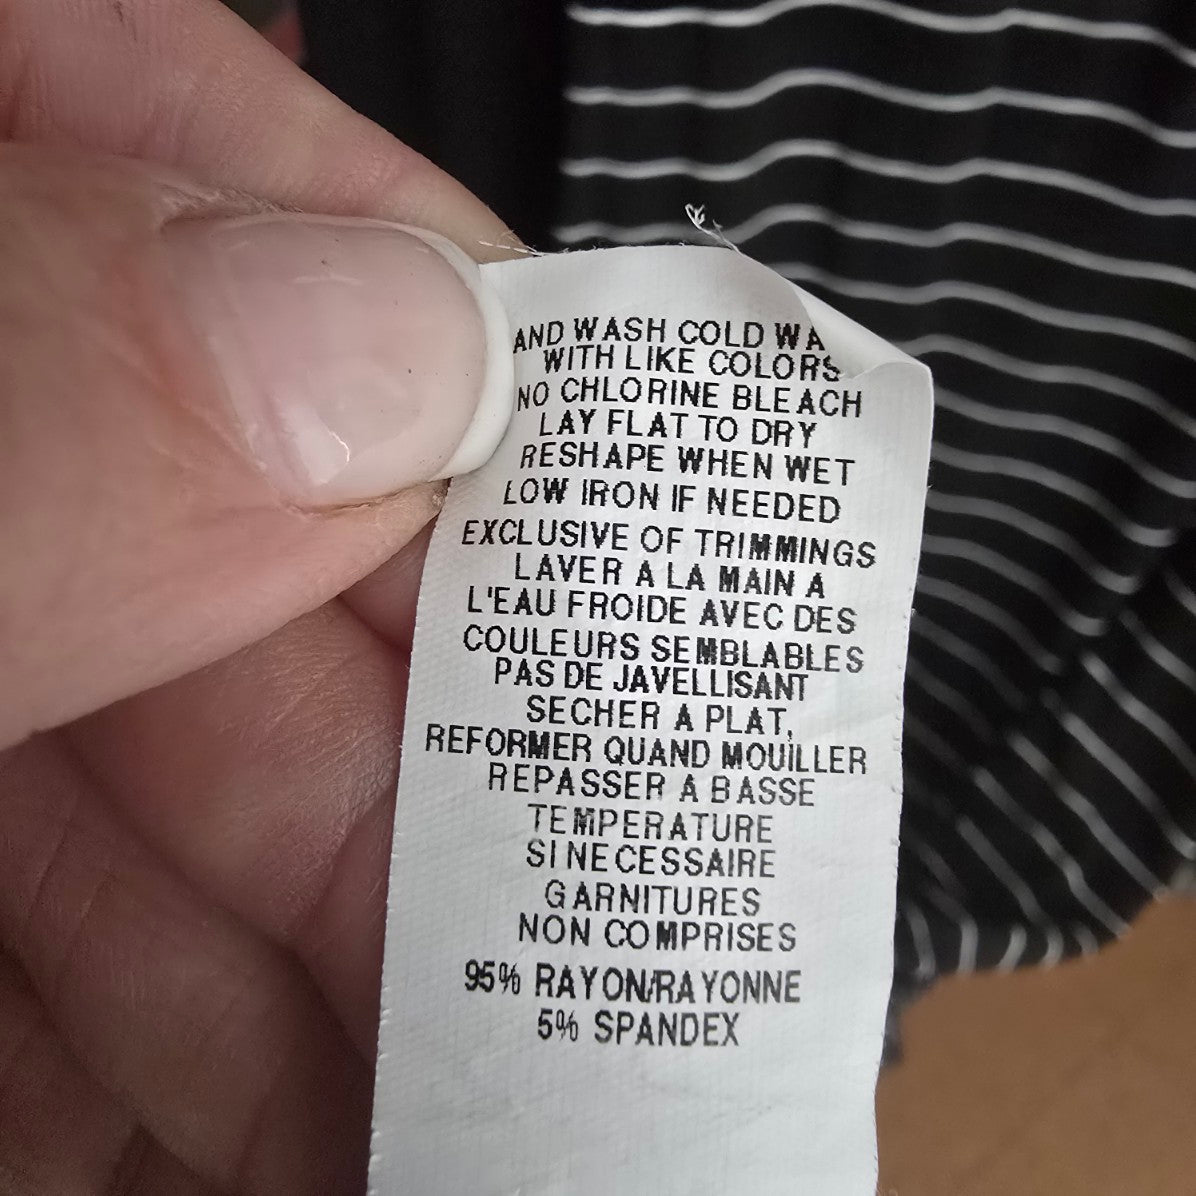 AND WASH COLD WA
WITH LIKE COLORS
NO CHLORINE BLEACH
LAY FLAT TO DRY
RESHAPE WHEN WET
LOW IRON IF NEEDED
EXCLUSIVE OF TRIMMINGS
LAVER A LA MAIN A
L'EAU FROIDE AVEC DES
COULEURS SEMBLABLES
PAS DE JAVELLISANT
SECHER A PLAT,
REFORMER QUAND MOUILLER
REPASSER A BASSE
TEMPERATURE
SI NECESSAIRE
GARNITURES
NON COMPRISES
95% RAYON/RAYONNE
5% SPANDEX